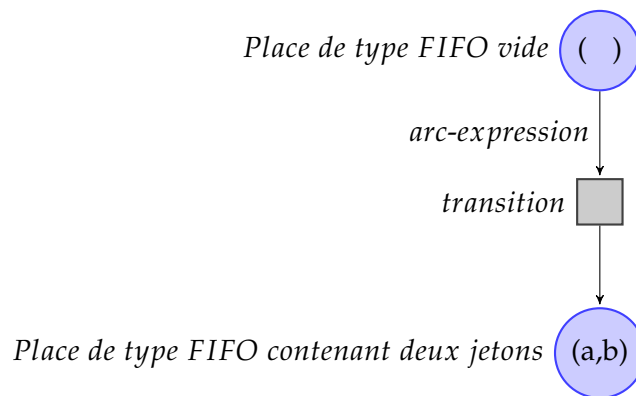 Place de type FIFO vide ( )
arc-expression
transition
Place de type FIFO contenant deux jetons (a,b)